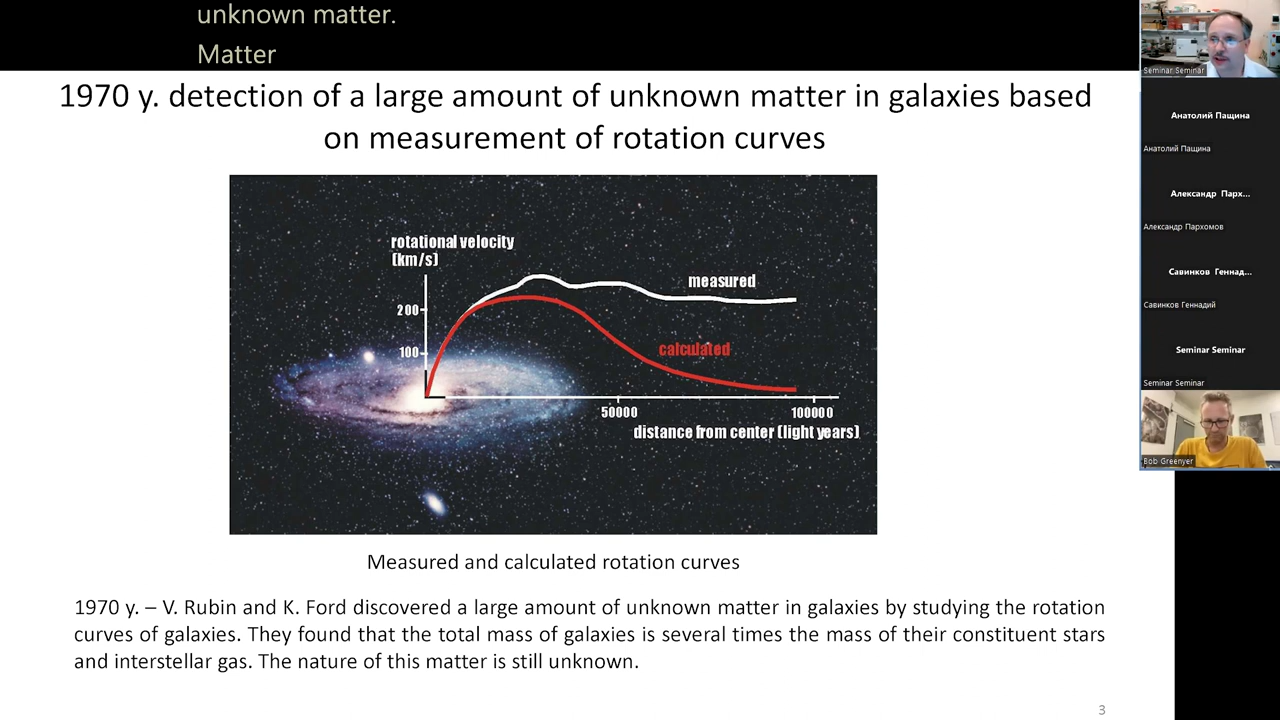 unknown matter.
Matter
1970 y. detection of a large amount of unknown matter in galaxies based
on measurement of rotation curves
rotational velocity
(km/s)
measured
200
100
calculated
50000
100000
distance from center (light years)
Measured and calculated rotation curves
1970 y. – V. Rubin and K. Ford discovered a large amount of unknown matter in galaxies by studying the rotation
curves of galaxies. They found that the total mass of galaxies is several times the mass of their constituent stars
and interstellar gas. The nature of this matter is still unknown.
3
Seminar Seminar
Анатолий Пащина
Анатолий Пащина
Александр Парх...
Александр Пархомов
Савинков Геннад...
Савинков Геннадий
Seminar Seminar
Seminar Seminar
Bob Greenyer